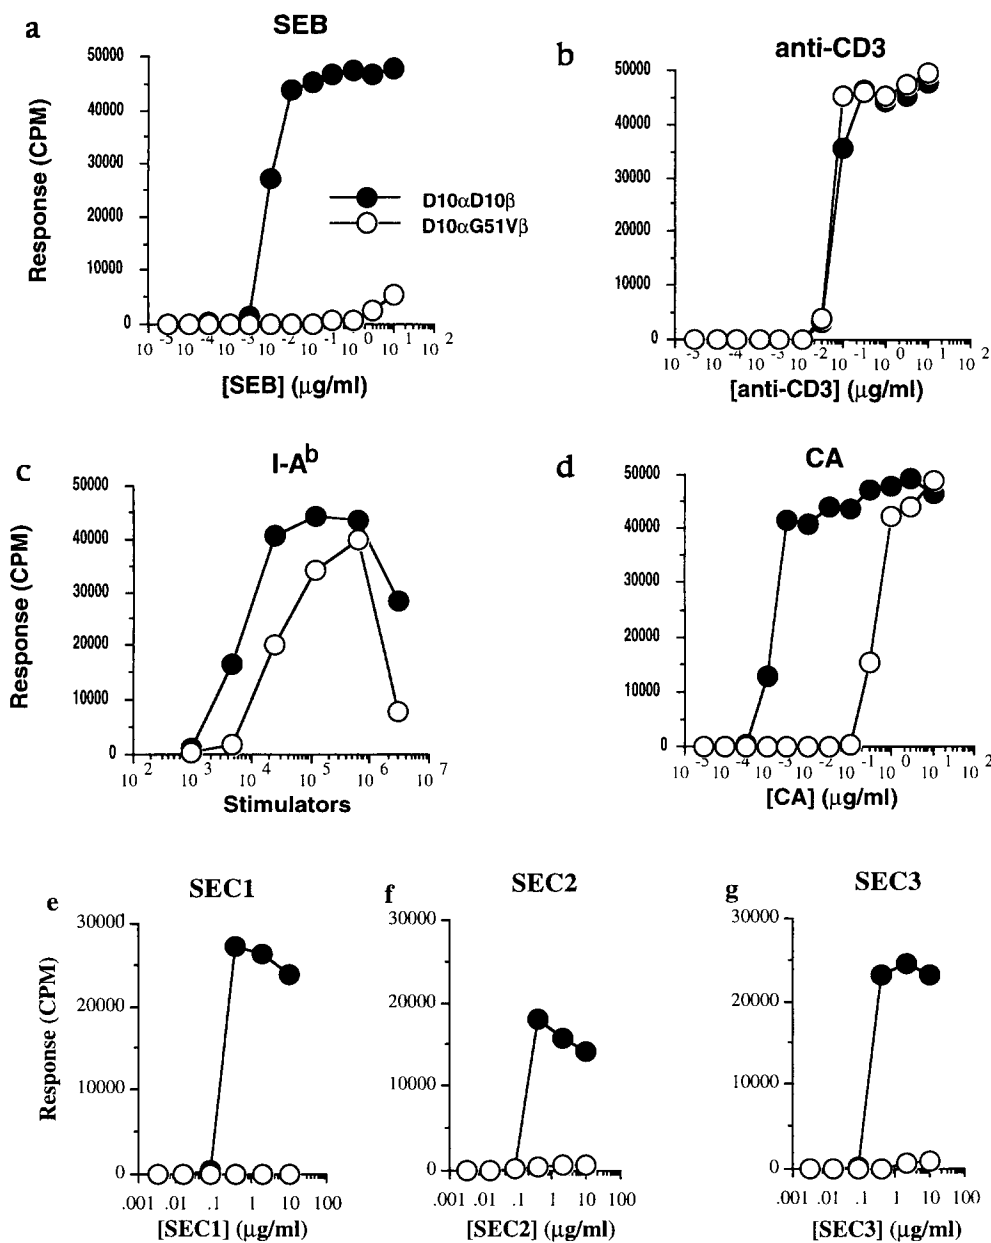 a
SEB
50000
40000
30000
20000
10000
0
Response (CPM)
D10αD10β
D10αG51Vβ
10 -5 10 -4 10 -3 10 -2 10 -1 10 0 10 1 10 2
[SEB] (μg/ml)
b
anti-CD3
50000
40000
30000
20000
10000
0
10 -5 10 -4 10 -3 10 -2 10 -1 10 0 10 1 10 2
[anti-CD3] (μg/ml)
c
I-Ab
50000
40000
30000
20000
10000
0
Response (CPM)
10 2 10 3 10 4 10 5 10 6 10 7
Stimulators
d
CA
50000
40000
30000
20000
10000
0
10 -5 10 -4 10 -3 10 -2 10 -1 10 0 10 1 10 2
[CA] (μg/ml)
e
SEC1
30000
20000
10000
0
Response (CPM)
.001 .01 .1 1 10 100
[SEC1] (μg/ml)
f
SEC2
30000
20000
10000
0
.001 .01 .1 1 10 100
[SEC2] (μg/ml)
g
SEC3
30000
20000
10000
0
.001 .01 .1 1 10 100
[SEC3] (μg/ml)